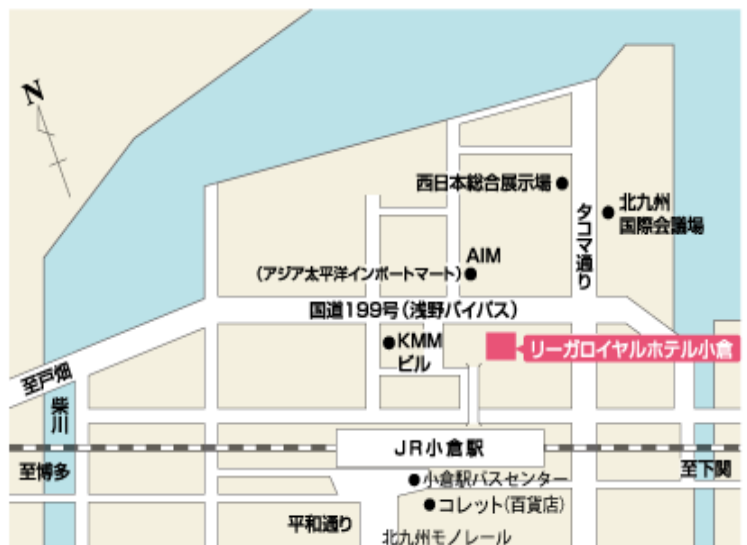 N
西日本総合展示場
北九州
国際会議場
タコマ通り
AIM
(アジア太平洋インポートマート)
国道199号(浅野バイパス)
KMM
ビル
リーガロイヤルホテル小倉
至戸畑
柴川
JR小倉駅
至博多
至下関
小倉駅バスセンター
コレット(百貨店)
平和通り
北九州モノレール